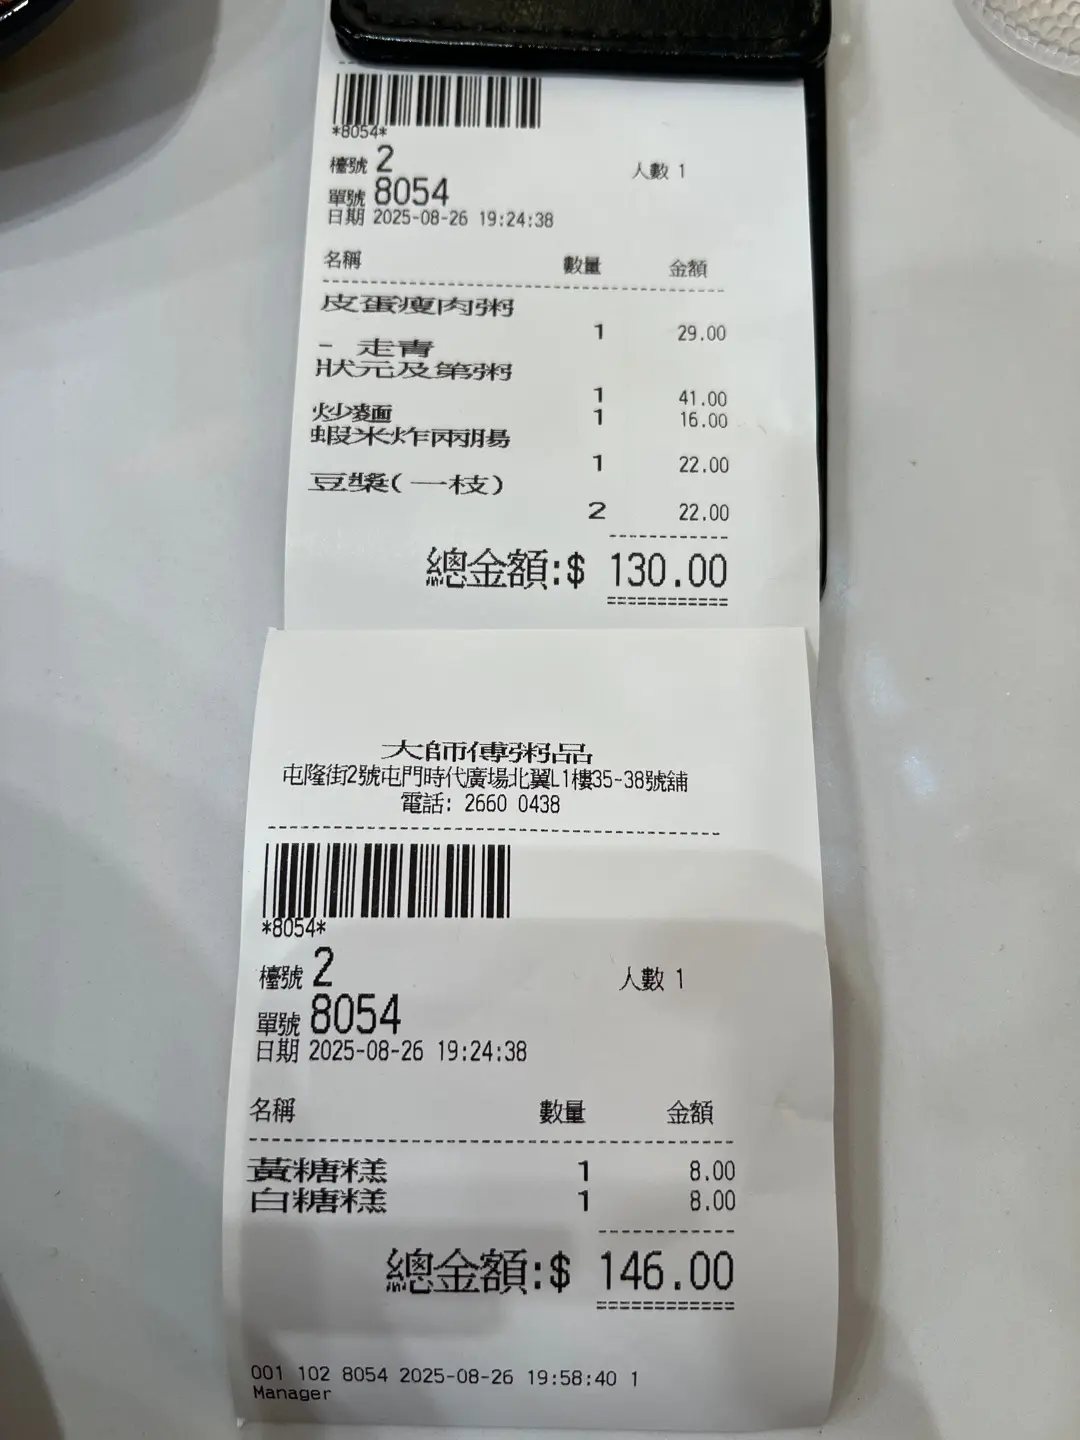 *8054*
檯號 2 人數 1
單號 8054
日期 2025-08-26 19:24:38
名稱 數量 金額
皮蛋瘦肉粥
1 29.00
- 走青
狀元及第粥
1 41.00
炒麵 1 16.00
蝦米炸兩腸
1 22.00
豆漿(一枝)
2 22.00
總金額:$ 130.00
大師傅粥品
屯隆街2號屯門時代廣場北翼L1樓35-38號舖
電話: 2660 0438
*8054*
檯號 2 人數 1
單號 8054
日期 2025-08-26 19:24:38
名稱 數量 金額
黃糖糕 1 8.00
白糖糕 1 8.00
總金額:$ 146.00
001 102 8054 2025-08-26 19:58:40 1
Manager